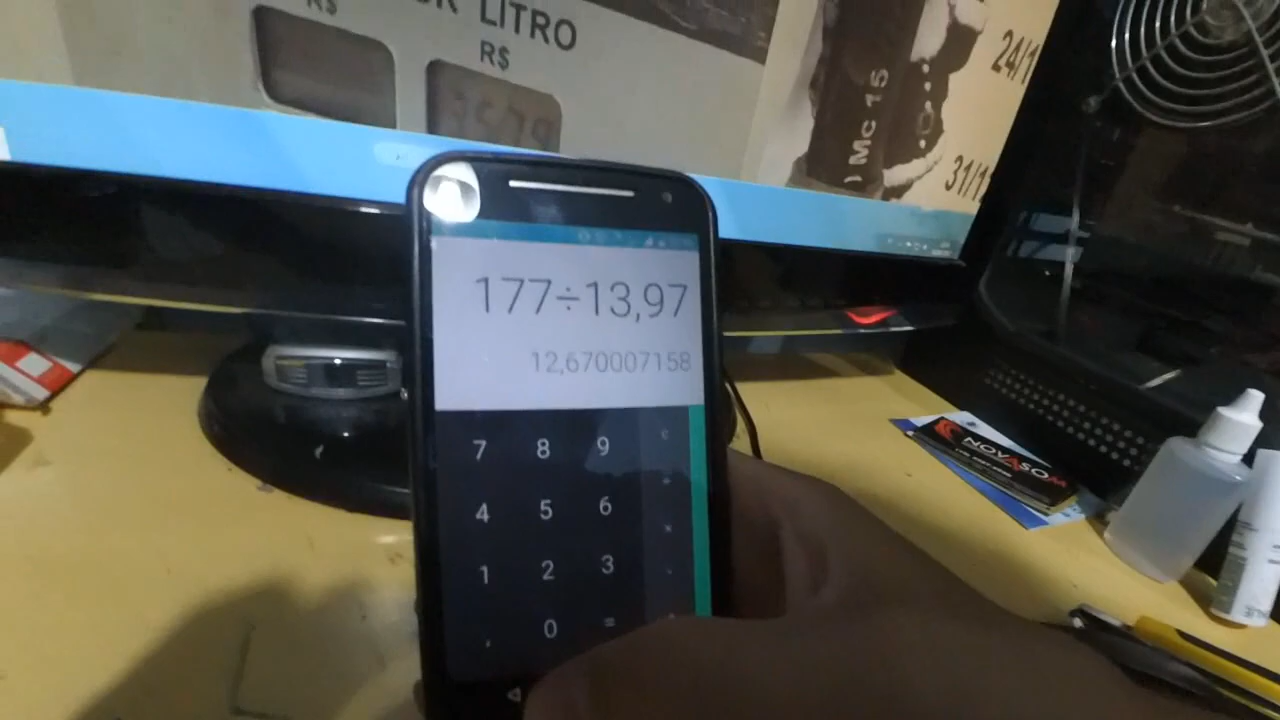 R$
LITRO
R$
24/1
) Mc 15
31/1
177÷13,97
12,670007158
7 8 9
4 5 6
1 2 3
, 0 =
NOVASOM